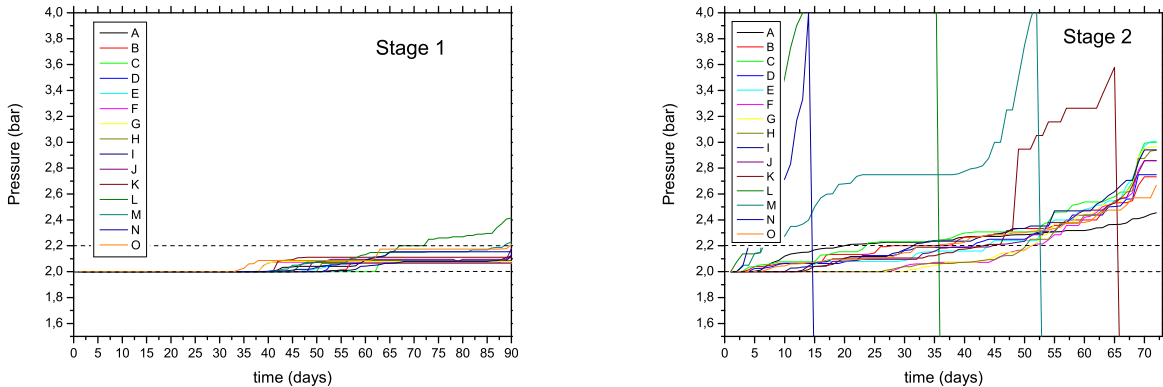 Stage 1
Pressure (bar)
4,0
3,8
3,6
3,4
3,2
3,0
2,8
2,6
2,4
2,2
2,0
1,8
1,6
A
B
C
D
E
F
G
H
I
J
K
L
M
N
O
0 5 10 15 20 25 30 35 40 45 50 55 60 65 70 75 80 85 90
time (days)
Stage 2
Pressure (bar)
4,0
3,8
3,6
3,4
3,2
3,0
2,8
2,6
2,4
2,2
2,0
1,8
1,6
A
B
C
D
E
F
G
H
I
J
K
L
M
N
O
0 5 10 15 20 25 30 35 40 45 50 55 60 65 70
time (days)